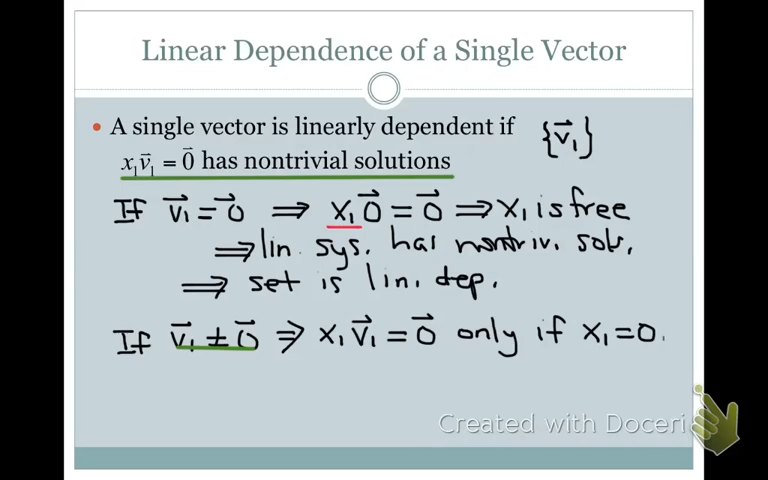 Linear Dependence of a Single Vector
• A single vector is linearly dependent if {v⃗₁}
x₁v⃗₁ = 0⃗ has nontrivial solutions
If v⃗₁ = 0⃗ ⟹ x₁0⃗ = 0⃗ ⟹ x₁ is free
⟹ lin. sys. has nontriv. sols.
⟹ set is lin. dep.
If v⃗₁ ≠ 0⃗ ⟹ x₁v⃗₁ = 0⃗ only if x₁ = 0.
Created with Doceri